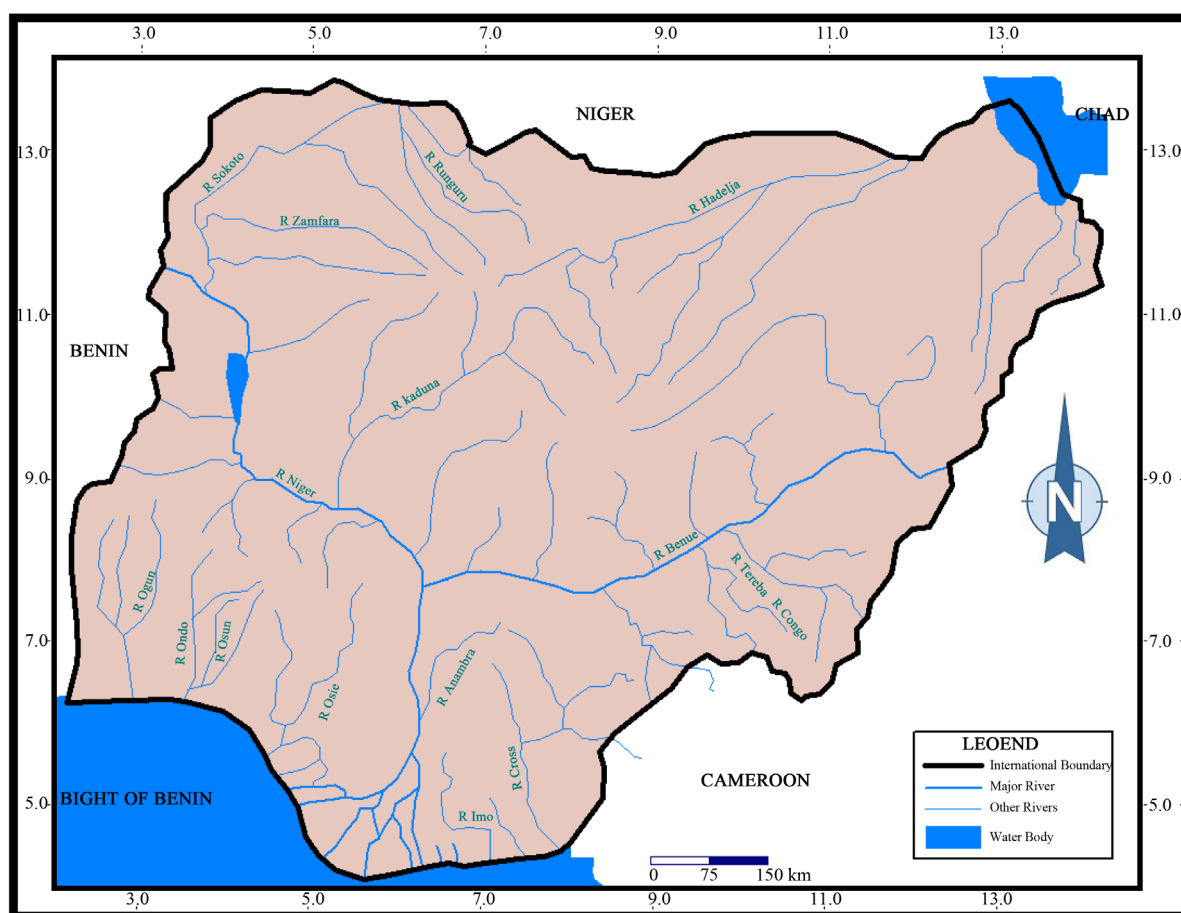 3.0 5.0 7.0 9.0 11.0 13.0
NIGER
CHAD
13.0
13.0
R Sokoto
R Runguru
R Hadelja
R Zamfara
11.0
11.0
BENIN
R kaduna
9.0
9.0
R Niger
N
R Benue
R Tereba
R Congo
R Ogun
7.0
7.0
R Ondo
R Osun
R Anambra
R Osie
R Cross
CAMEROON
LEOEND
International Boundary
Major River
Other Rivers
Water Body
5.0
5.0
BIGHT OF BENIN
R Imo
0 75 150 km
3.0 5.0 7.0 9.0 11.0 13.0